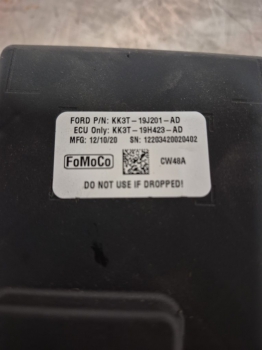 FORD P/N: KK3T-19J201-AD
ECU Only: KK3T-19H423-AD
MFG: 12/10/20 SN: 12203420020402
FoMoCo CW48A
DO NOT USE IF DROPPED!